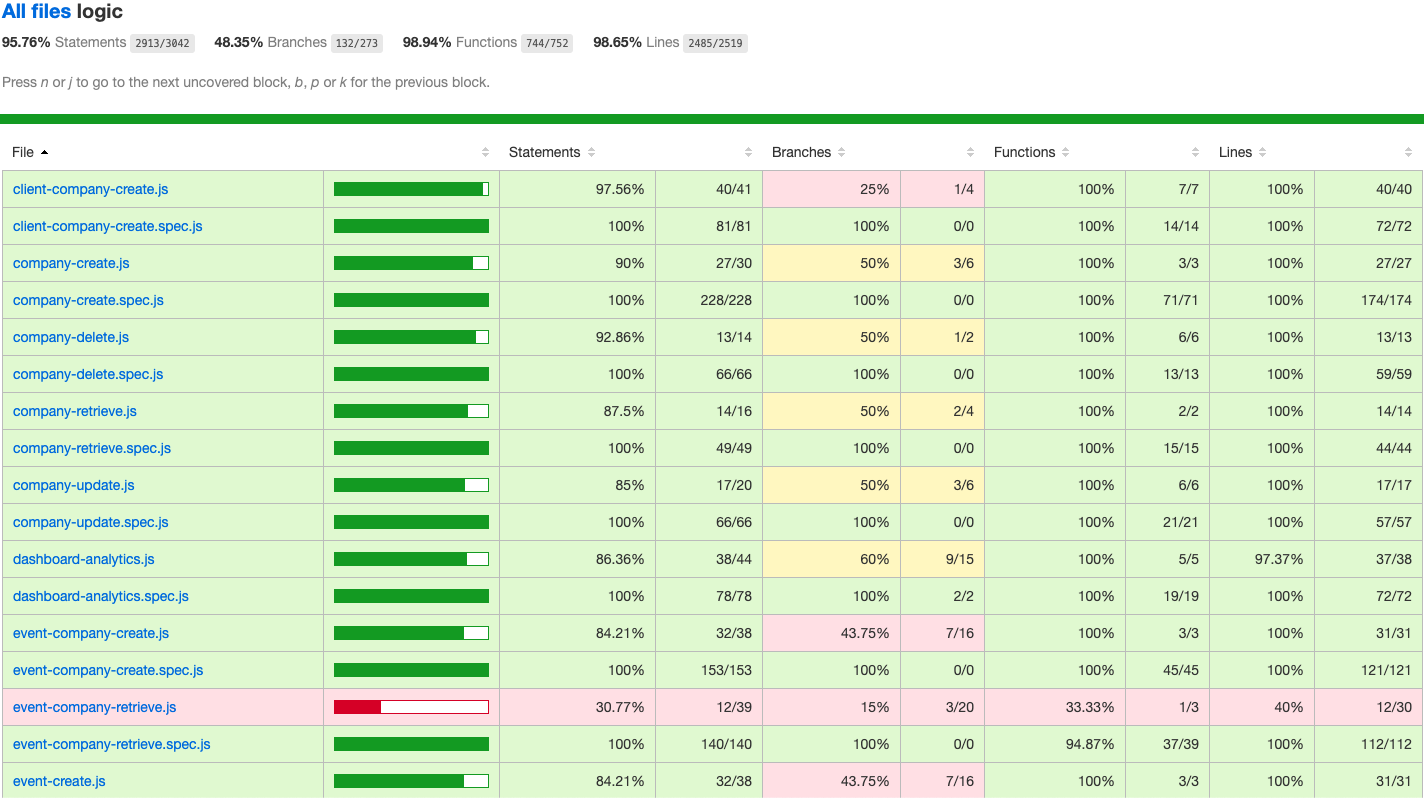 All files logic
95.76% Statements 2913/3042 48.35% Branches 132/273 98.94% Functions 744/752 98.65% Lines 2485/2519
Press n or j to go to the next uncovered block, b, p or k for the previous block.
File Statements Branches Functions Lines
client-company-create.js 97.56% 40/41 25% 1/4 100% 7/7 100% 40/40
client-company-create.spec.js 100% 81/81 100% 0/0 100% 14/14 100% 72/72
company-create.js 90% 27/30 50% 3/6 100% 3/3 100% 27/27
company-create.spec.js 100% 228/228 100% 0/0 100% 71/71 100% 174/174
company-delete.js 92.86% 13/14 50% 1/2 100% 6/6 100% 13/13
company-delete.spec.js 100% 66/66 100% 0/0 100% 13/13 100% 59/59
company-retrieve.js 87.5% 14/16 50% 2/4 100% 2/2 100% 14/14
company-retrieve.spec.js 100% 49/49 100% 0/0 100% 15/15 100% 44/44
company-update.js 85% 17/20 50% 3/6 100% 6/6 100% 17/17
company-update.spec.js 100% 66/66 100% 0/0 100% 21/21 100% 57/57
dashboard-analytics.js 86.36% 38/44 60% 9/15 100% 5/5 97.37% 37/38
dashboard-analytics.spec.js 100% 78/78 100% 2/2 100% 19/19 100% 72/72
event-company-create.js 84.21% 32/38 43.75% 7/16 100% 3/3 100% 31/31
event-company-create.spec.js 100% 153/153 100% 0/0 100% 45/45 100% 121/121
event-company-retrieve.js 30.77% 12/39 15% 3/20 33.33% 1/3 40% 12/30
event-company-retrieve.spec.js 100% 140/140 100% 0/0 94.87% 37/39 100% 112/112
event-create.js 84.21% 32/38 43.75% 7/16 100% 3/3 100% 31/31